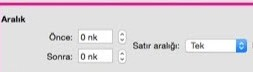 Aralık
Önce: 0 nk
Satır aralığı: Tek
Sonra: 0 nk